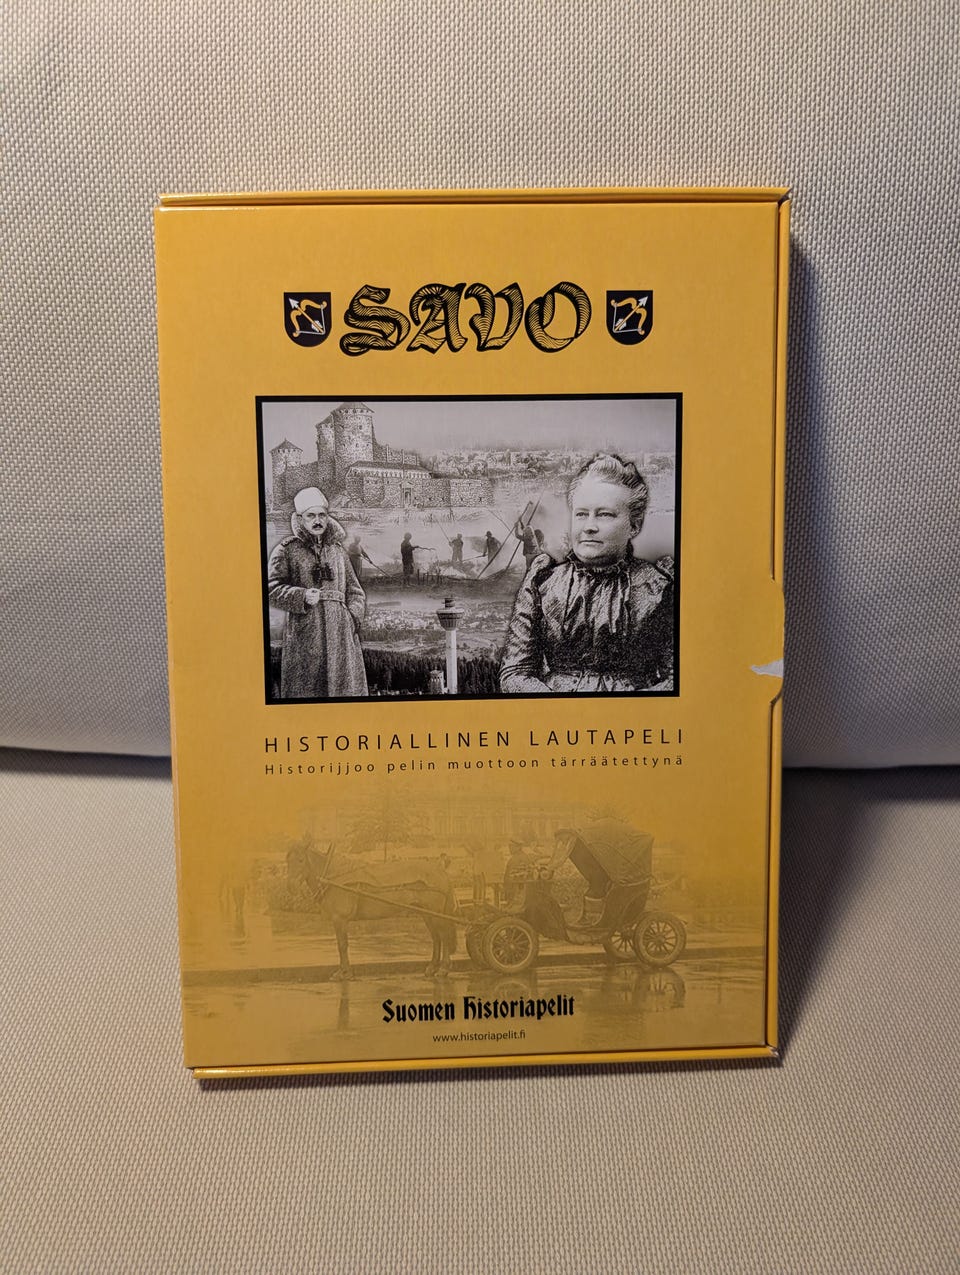 SAVO
HISTORIALLINEN LAUTAPELI
Historijjoo pelin muottoon tärräätettynä
Suomen Historiapelit
www.historiapelit.fi